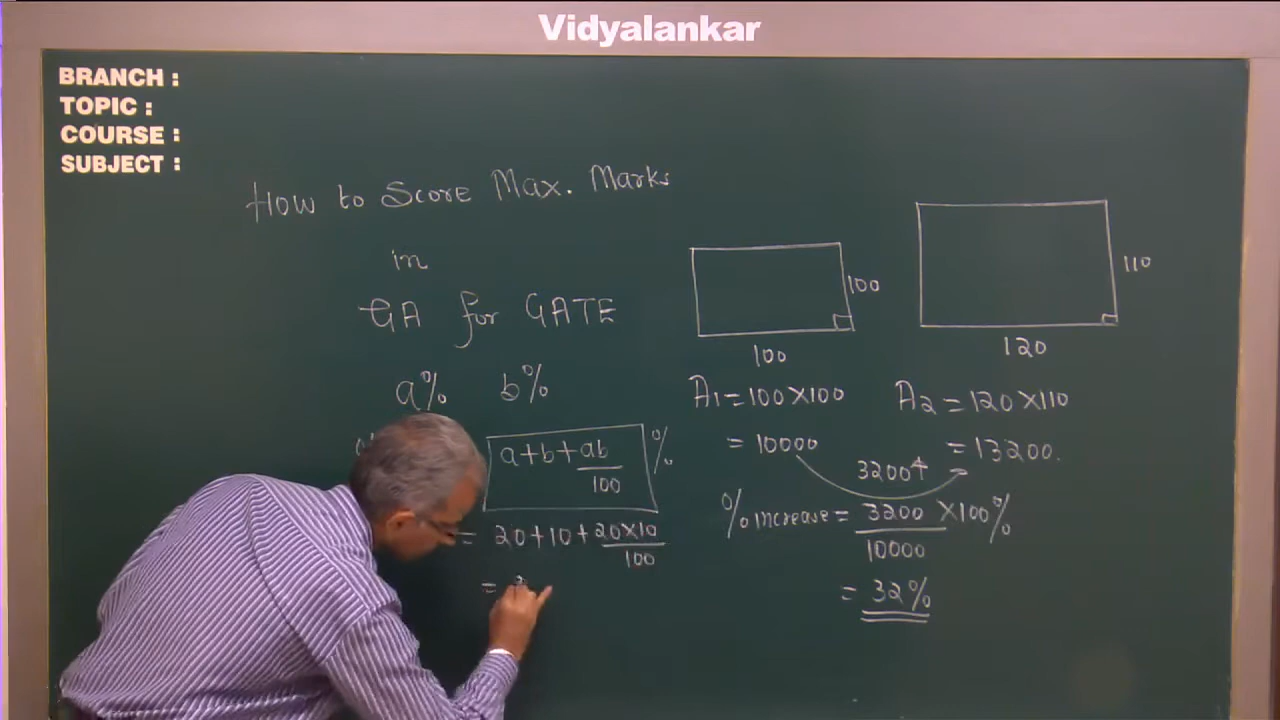 Vidyalankar
BRANCH :
TOPIC :
COURSE :
SUBJECT :
How to Score Max. Marks
in
GA for GATE
a% b%
a+b+ab/100 %
= 20+10+20×10/100
=
100
100
A1=100×100
= 10000
110
120
A2=120×110
=13200.
3200↑
% increase = 3200/10000 ×100%
= 32%